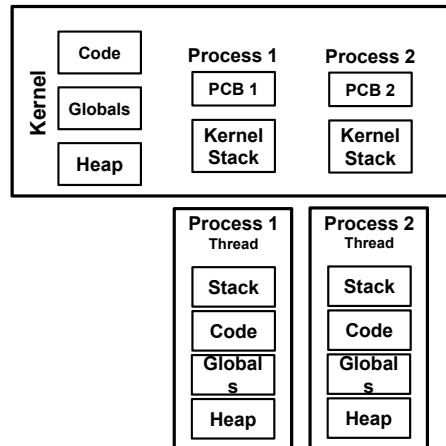 Kernel
Code
Globals
Heap
Process 1
PCB 1
Kernel
Stack
Process 2
PCB 2
Kernel
Stack
Process 1
Thread
Stack
Code
Global
s
Heap
Process 2
Thread
Stack
Code
Global
s
Heap